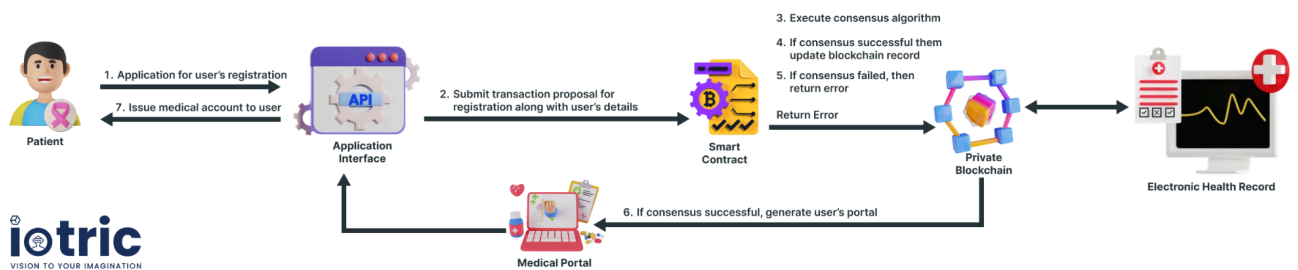 3. Execute consensus algorithm
4. If consensus successful them
update blockchain record
5. If consensus failed, then
return error
1. Application for user's registration
7. Issue medical account to user
API
2. Submit transaction proposal for
registration along with user's details
Return Error
Patient
Application
Interface
Smart
Contract
Private
Blockchain
Electronic Health Record
6. If consensus successful, generate user's portal
Medical Portal
iotric
VISION TO YOUR IMAGINATION